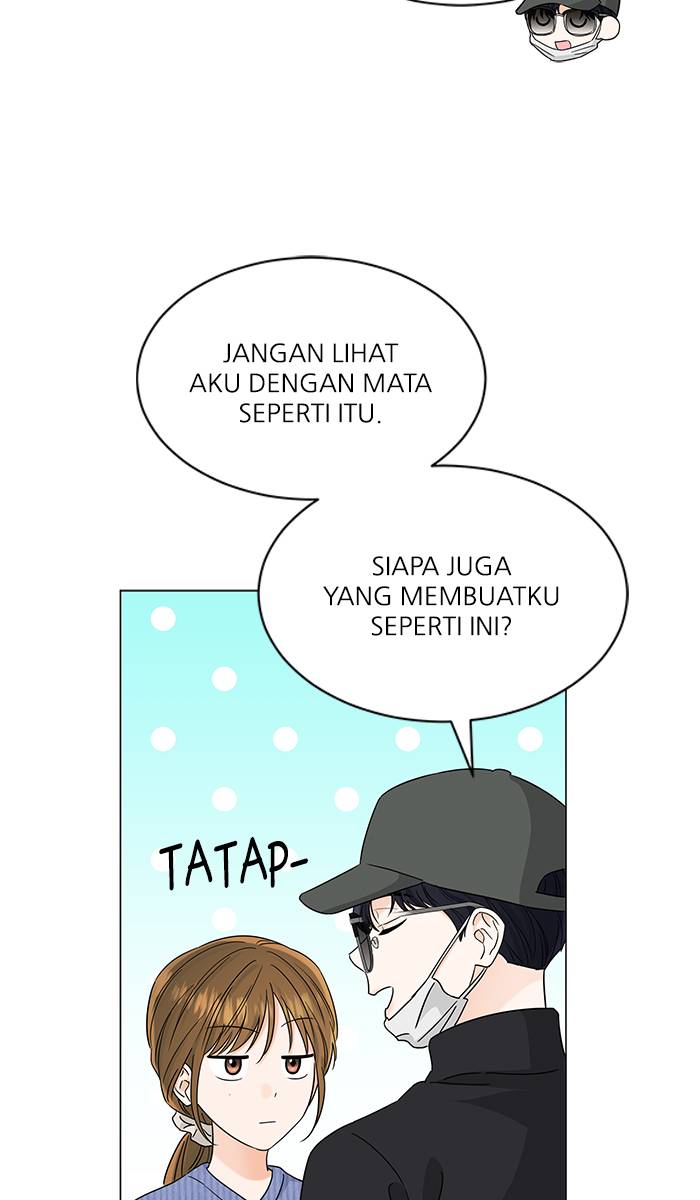 JANGAN LIHAT
AKU DENGAN MATA
SEPERTI ITU.
SIAPA JUGA
YANG MEMBUATKU
SEPERTI INI?
TATAP-